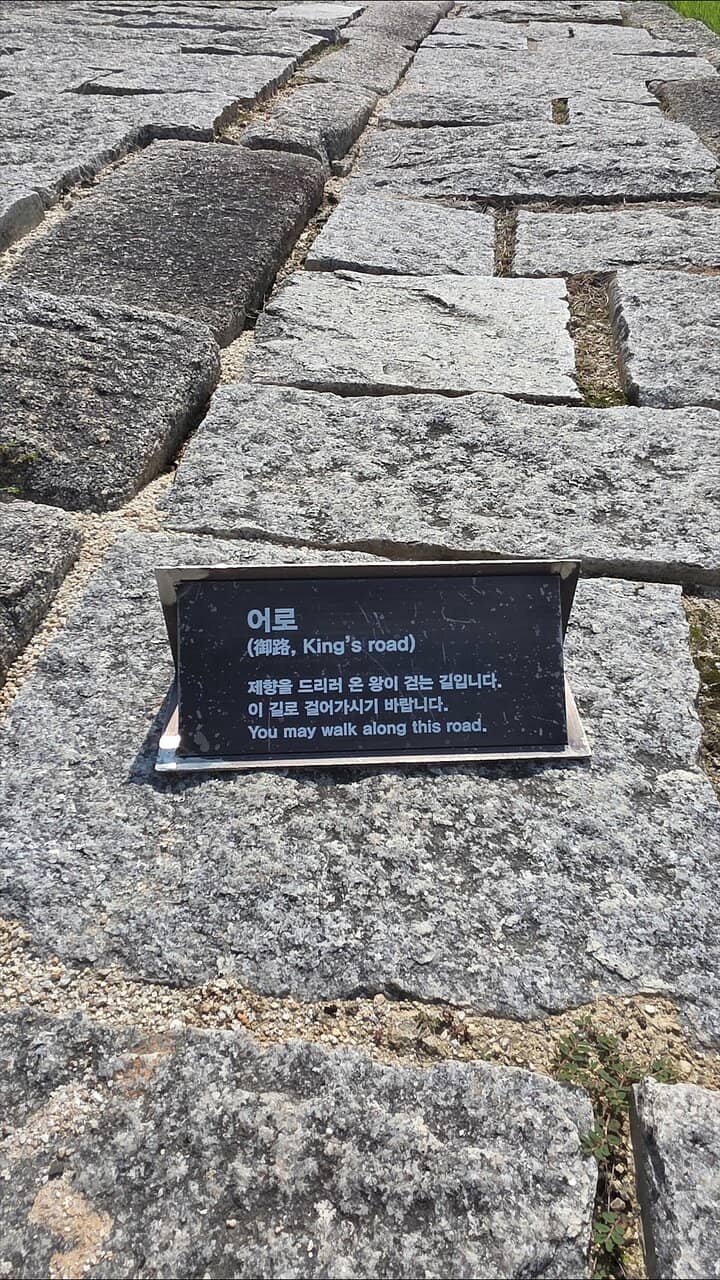 어로
(御路, King's road)
제향을 드리러 온 왕이 걷는 길입니다.
이 길로 걸어가시기 바랍니다.
You may walk along this road.